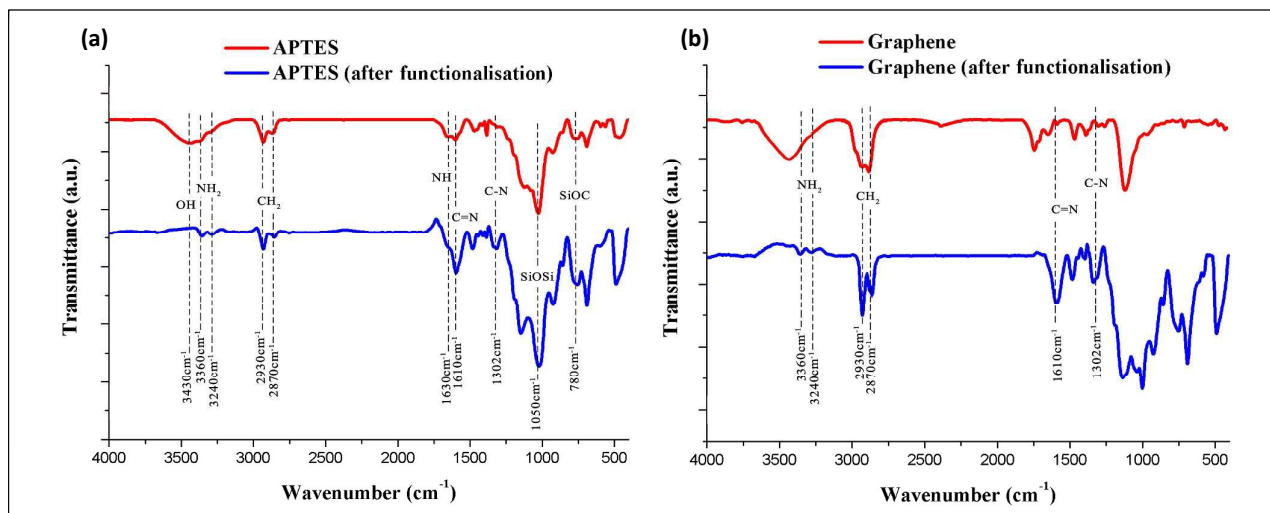 (a)
APTES
APTES (after functionalisation)
Transmittance (a.u.)
OH
NH2
CH2
NH
C=N
C-N
SiOSi
SiOC
3430cm-1
3360cm-1
3240cm-1
2930cm-1
2870cm-1
1630cm-1
1610cm-1
1302cm-1
1050cm-1
780cm-1
4000 3500 3000 2500 2000 1500 1000 500
Wavenumber (cm-1)
(b)
Graphene
Graphene (after functionalisation)
Transmittance (a.u.)
NH2
CH2
C=N
C-N
3360cm-1
3240cm-1
2930cm-1
2870cm-1
1610cm-1
1302cm-1
4000 3500 3000 2500 2000 1500 1000 500
Wavenumber (cm-1)